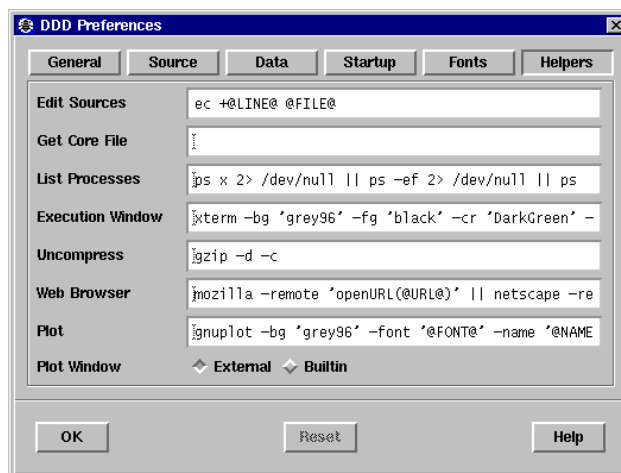 DDD Preferences
General Source Data Startup Fonts Helpers
Edit Sources ec +@LINE@ @FILE@
Get Core File
List Processes ps x 2> /dev/null || ps -ef 2> /dev/null || ps
Execution Window xterm -bg 'grey96' -fg 'black' -cr 'DarkGreen' -
Uncompress gzip -d -c
Web Browser mozilla -remote 'openURL(@URL@)' || netscape -re
Plot gnuplot -bg 'grey96' -font '@FONT@' -name '@NAME
Plot Window External Builtin
OK Reset Help